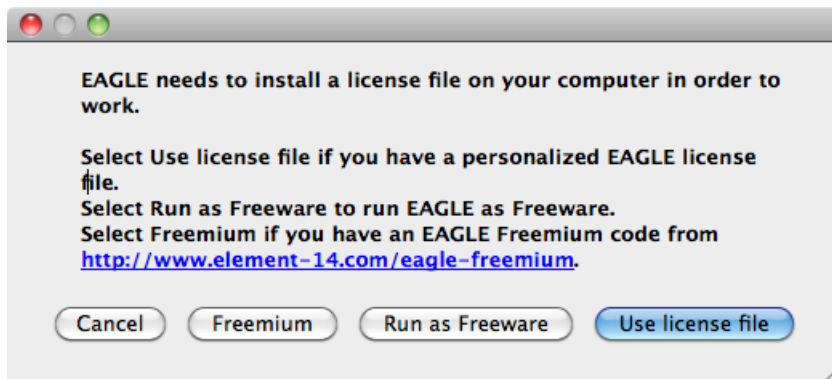 EAGLE needs to install a license file on your computer in order to
work.
Select Use license file if you have a personalized EAGLE license
file.
Select Run as Freeware to run EAGLE as Freeware.
Select Freemium if you have an EAGLE Freemium code from
http://www.element-14.com/eagle-freemium.
Cancel Freemium Run as Freeware Use license file